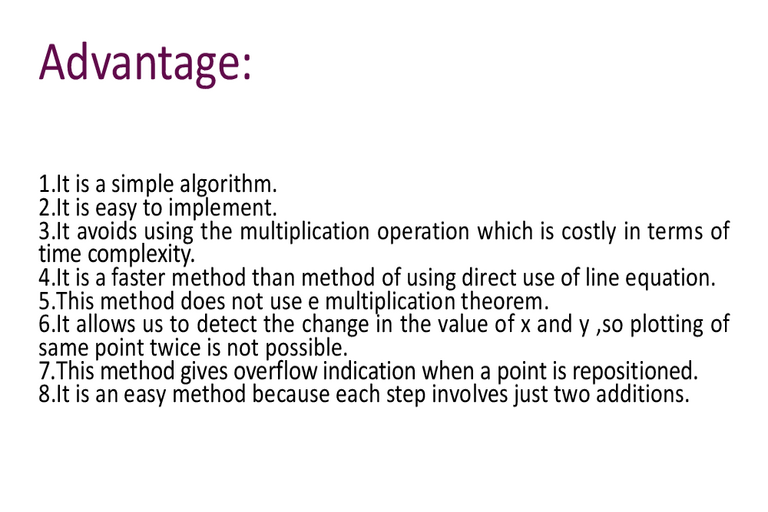 Advantage:
1.It is a simple algorithm.
2.It is easy to implement.
3.It avoids using the multiplication operation which is costly in terms of
time complexity.
4.It is a faster method than method of using direct use of line equation.
5.This method does not use e multiplication theorem.
6.It allows us to detect the change in the value of x and y ,so plotting of
same point twice is not possible.
7.This method gives overflow indication when a point is repositioned.
8.It is an easy method because each step involves just two additions.